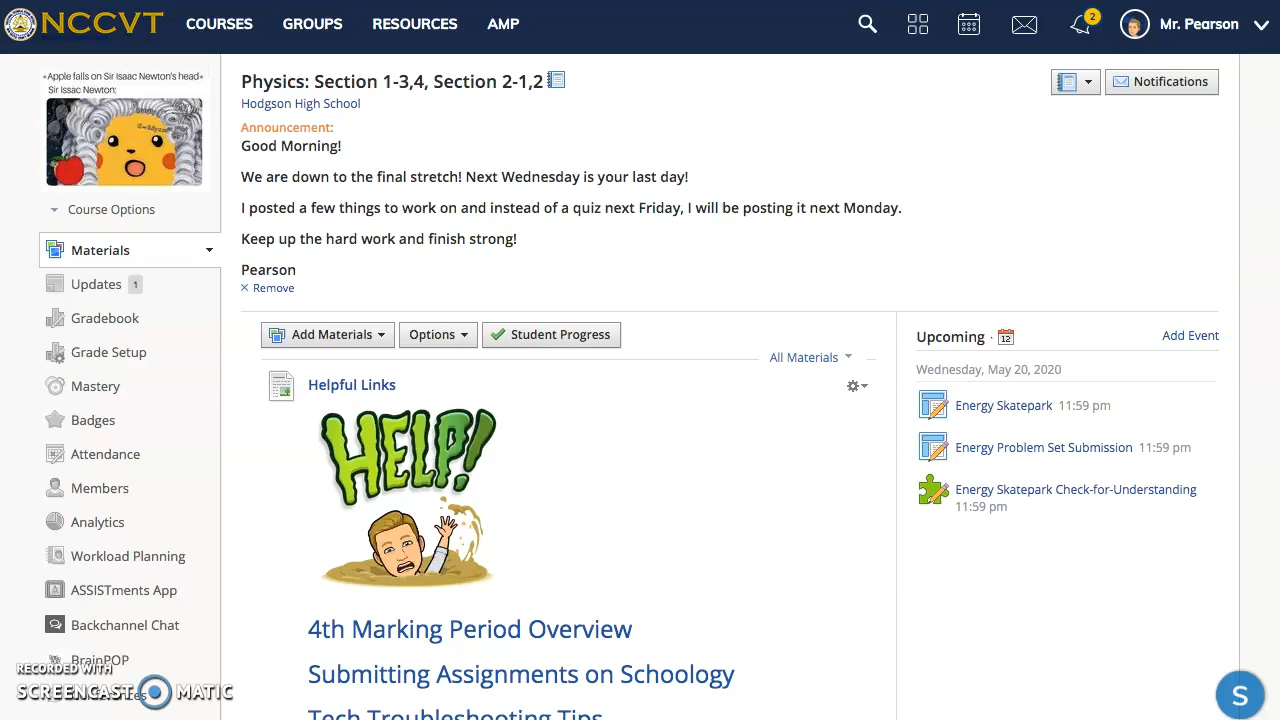 NCCVT
COURSES
GROUPS
RESOURCES
AMP
2
Mr. Pearson
Apple falls on Sir Isaac Newton's head
Sir Issac Newton:
Physics: Section 1-3,4, Section 2-1,2
Notifications
Hodgson High School
Announcement:
Good Morning!
We are down to the final stretch! Next Wednesday is your last day!
I posted a few things to work on and instead of a quiz next Friday, I will be posting it next Monday.
Keep up the hard work and finish strong!
Pearson
× Remove
Course Options
Materials
Updates 1
Gradebook
Grade Setup
Mastery
Badges
Attendance
Members
Analytics
Workload Planning
ASSISTments App
Backchannel Chat
BrainPOP
RECORDED WITH
SCREENCAST MATIC
Add Materials
Options
Student Progress
All Materials
Helpful Links
HELP!
4th Marking Period Overview
Submitting Assignments on Schoology
Tech Troubleshooting Tips
Upcoming · 12
Add Event
Wednesday, May 20, 2020
Energy Skatepark 11:59 pm
Energy Problem Set Submission 11:59 pm
Energy Skatepark Check-for-Understanding
11:59 pm
S